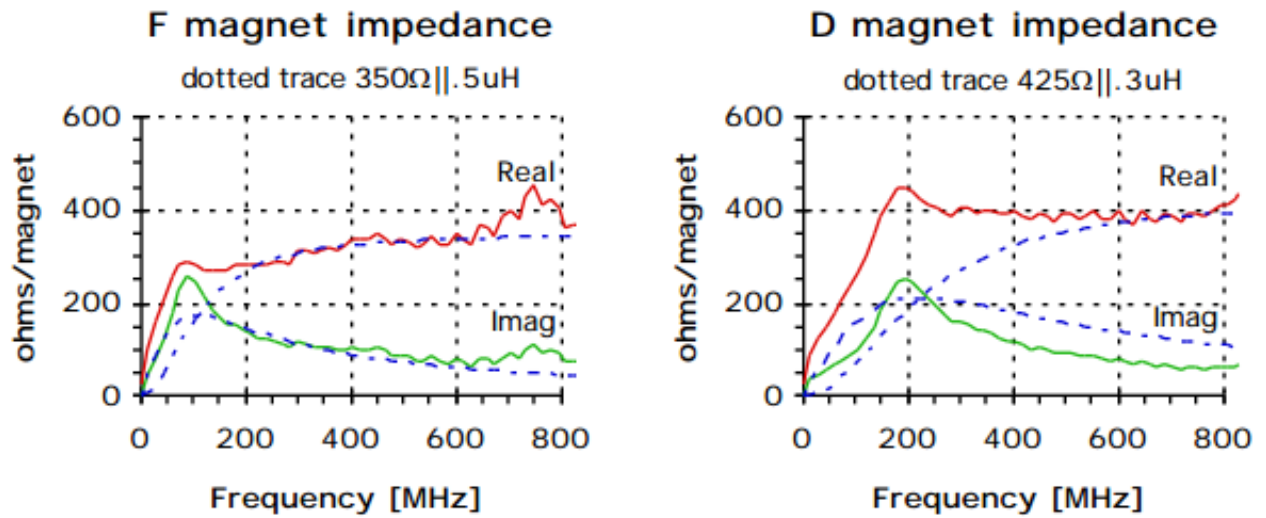 F magnet impedance
dotted trace 350Ω||.5uH
600
400
200
0
ohms/magnet
Real
Imag
0 200 400 600 800
Frequency [MHz]
D magnet impedance
dotted trace 425Ω||.3uH
600
400
200
0
ohms/magnet
Real
Imag
0 200 400 600 800
Frequency [MHz]